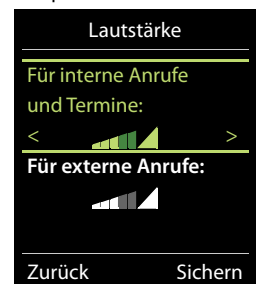 Lautstärke
Für interne Anrufe
und Termine:
< >
Für externe Anrufe:
Zurück Sichern